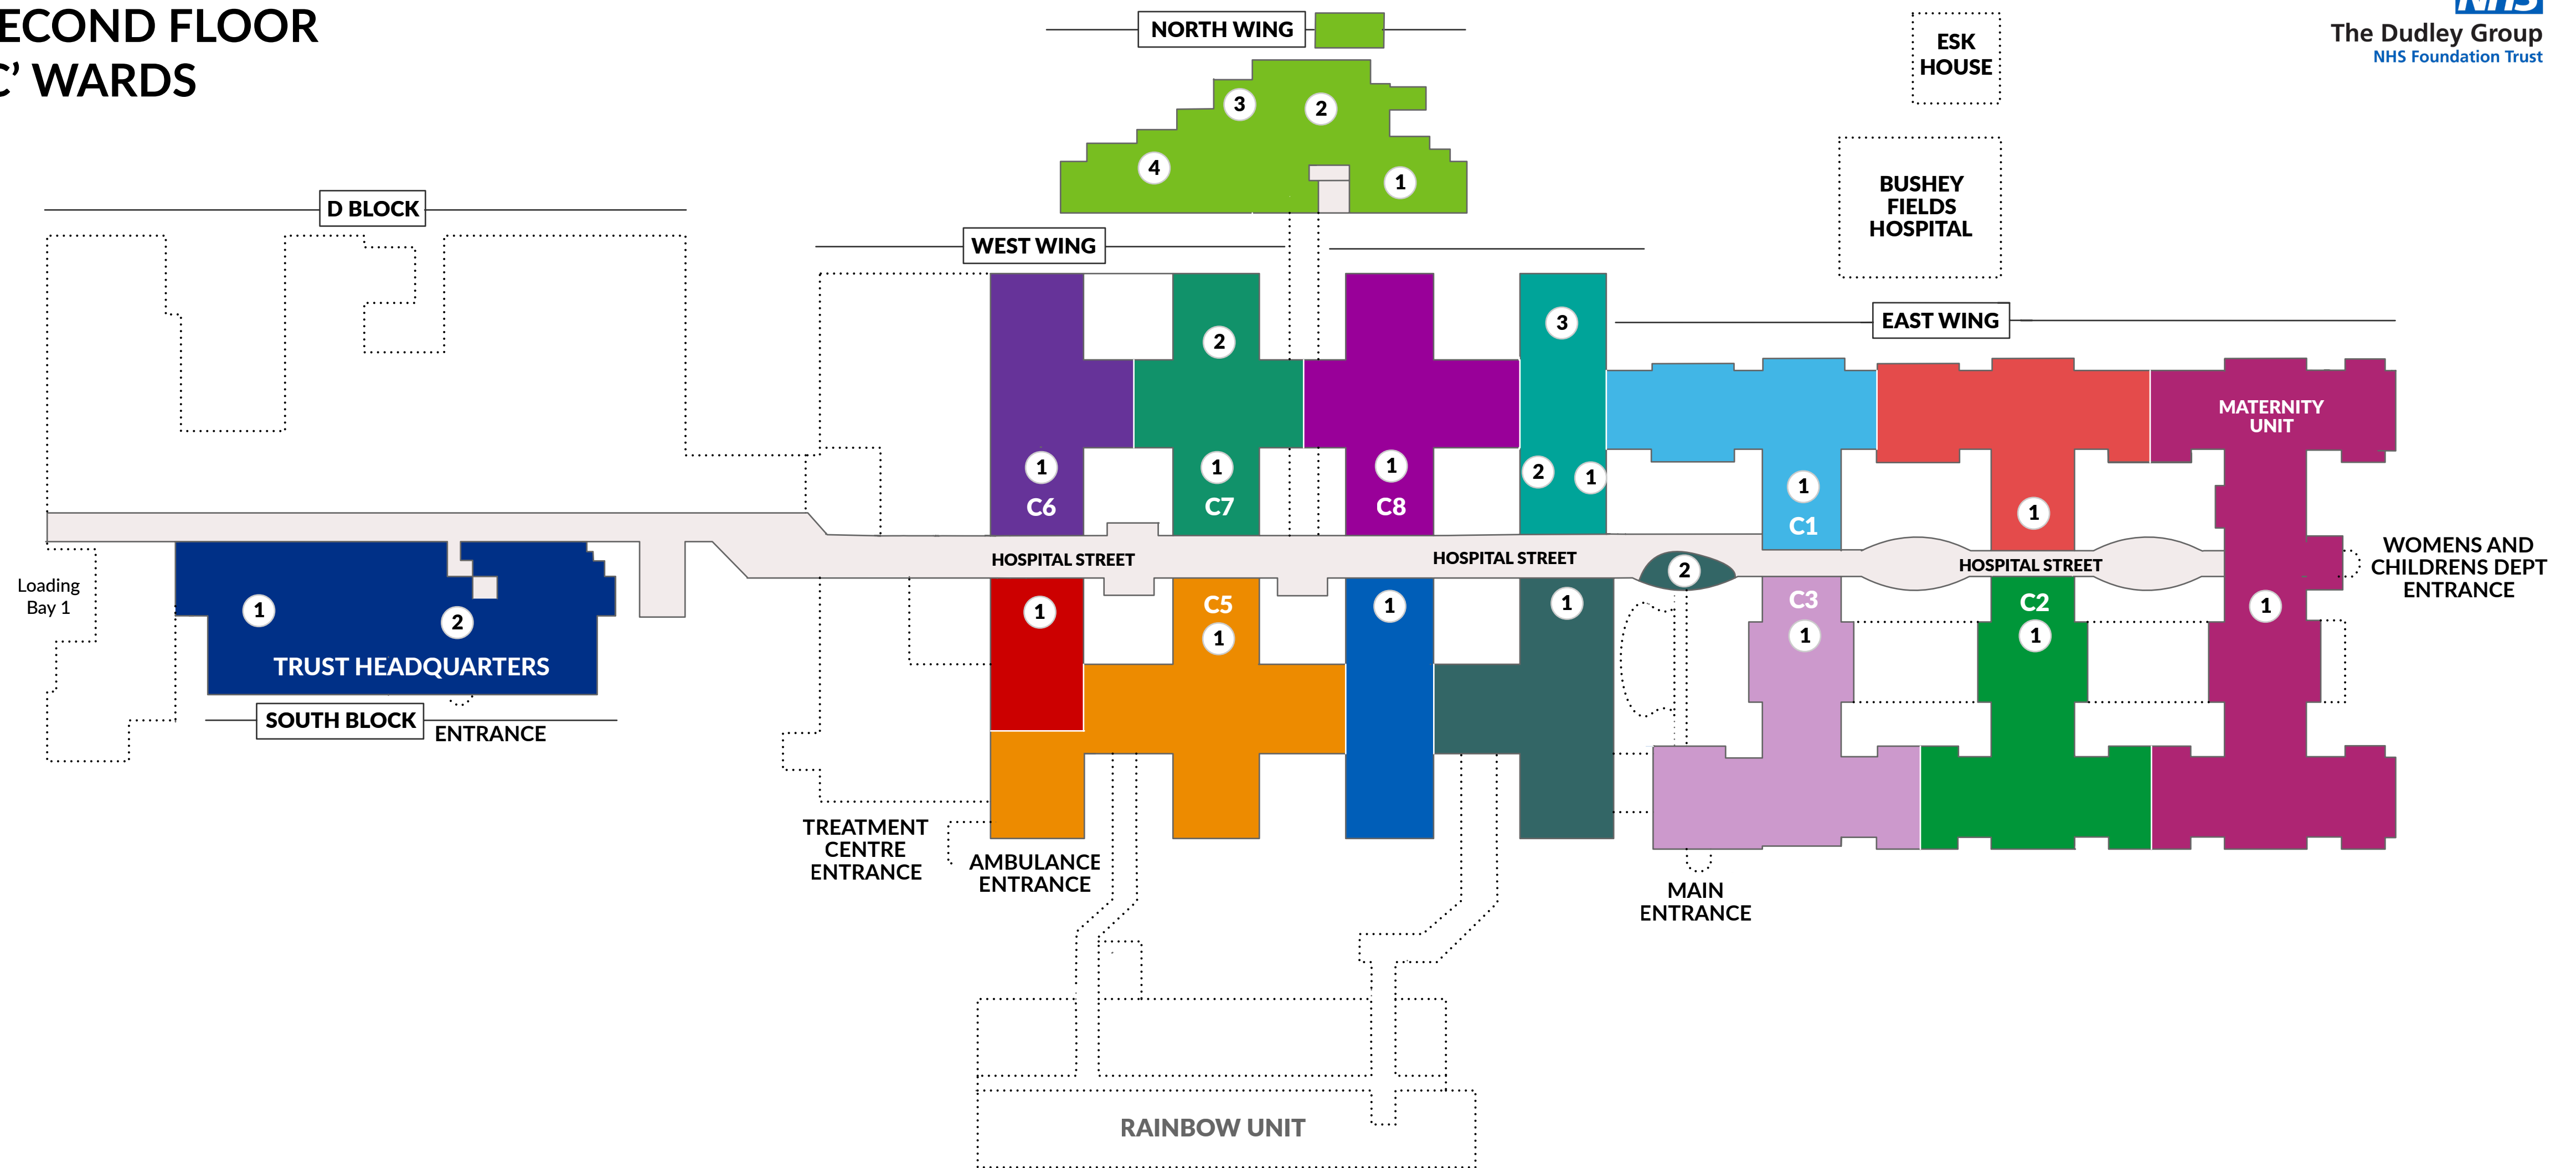 ECOND FLOOR
C’ WARDS
NORTH WING
ESK
HOUSE
NHS
The Dudley Group
NHS Foundation Trust
3
2
4
1
BUSHEY
FIELDS
HOSPITAL
D BLOCK
WEST WING
EAST WING
2
3
MATERNITY
UNIT
1
C6
1
C7
1
C8
2
1
1
C1
1
HOSPITAL STREET
HOSPITAL STREET
HOSPITAL STREET
2
WOMENS AND
CHILDRENS DEPT
ENTRANCE
Loading
Bay 1
1
2
TRUST HEADQUARTERS
SOUTH BLOCK
ENTRANCE
1
C5
1
1
1
C3
1
C2
1
1
TREATMENT
CENTRE
ENTRANCE
AMBULANCE
ENTRANCE
MAIN
ENTRANCE
RAINBOW UNIT